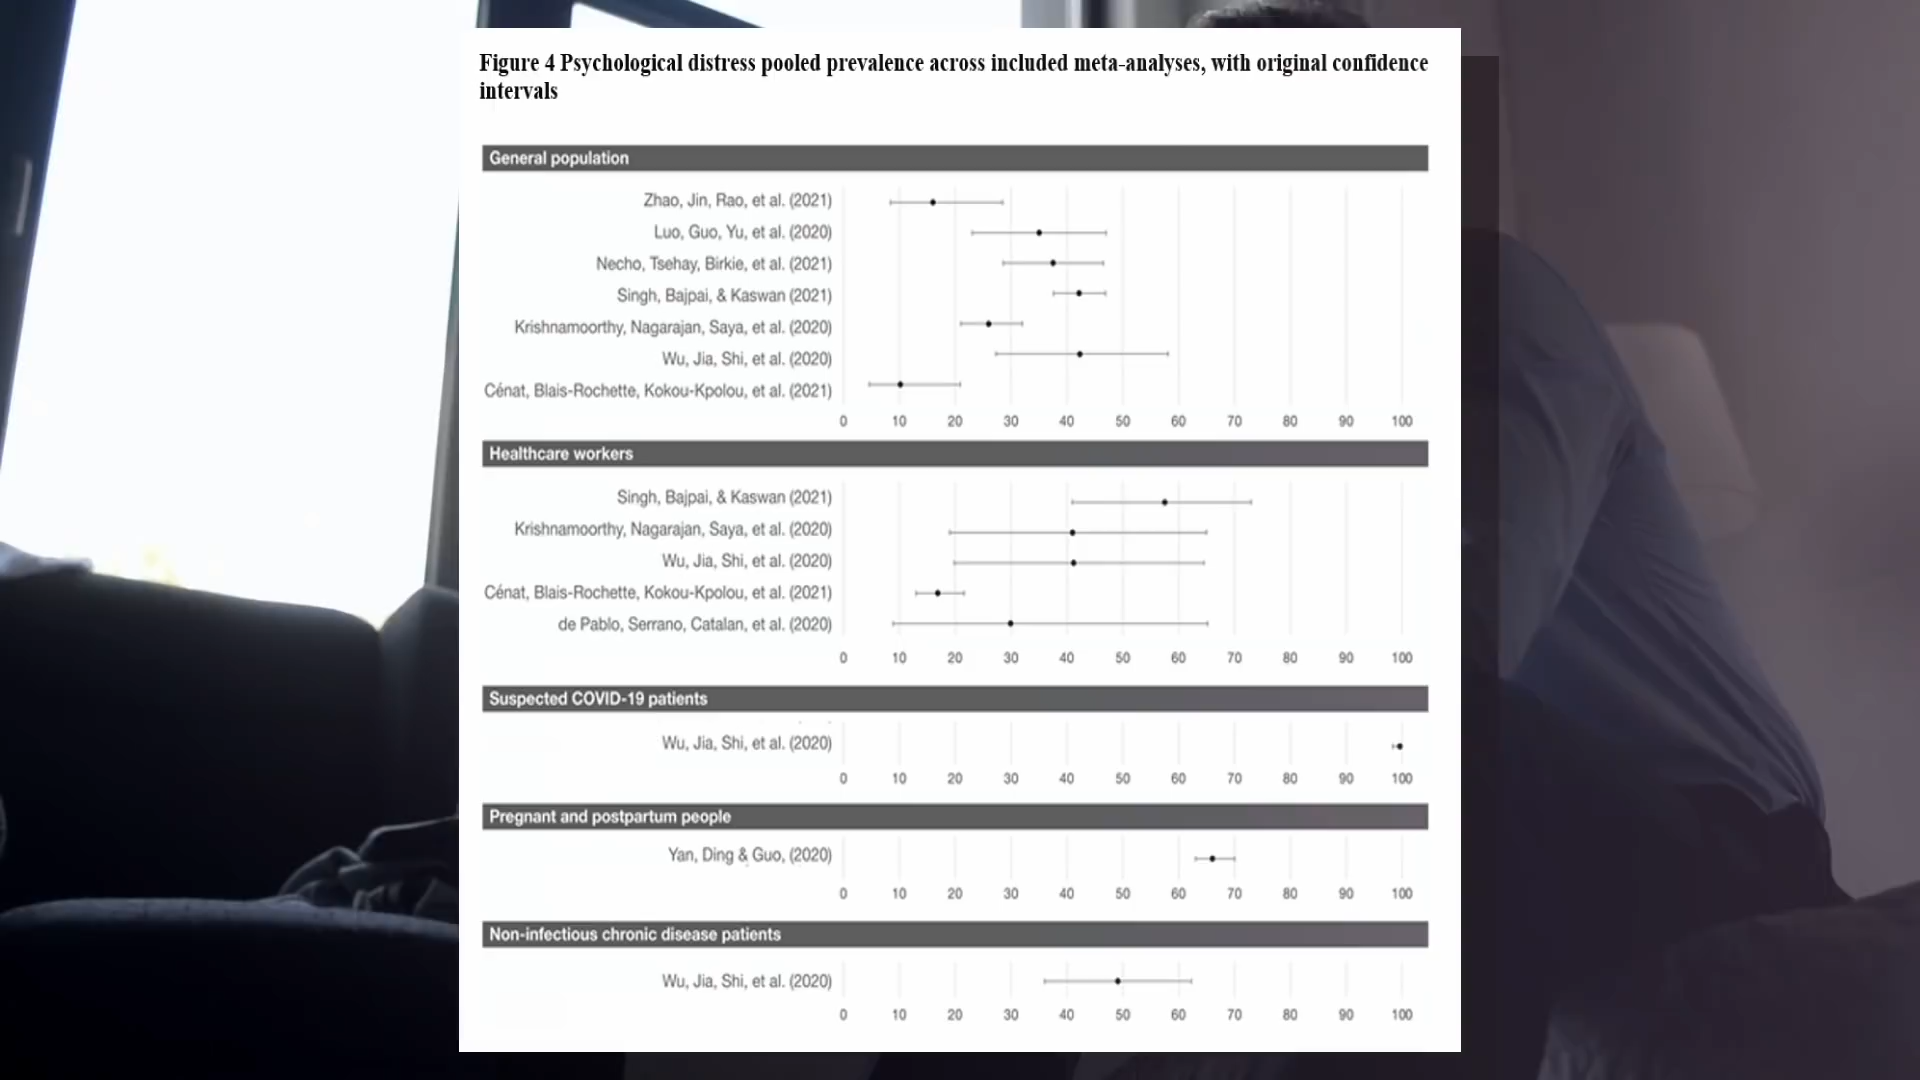 Figure 4 Psychological distress pooled prevalence across included meta-analyses, with original confidence
intervals
General population
Zhao, Jin, Rao, et al. (2021)
Luo, Guo, Yu, et al. (2020)
Necho, Tsehay, Birkie, et al. (2021)
Singh, Bajpai, & Kaswan (2021)
Krishnamoorthy, Nagarajan, Saya, et al. (2020)
Wu, Jia, Shi, et al. (2020)
Cénat, Blais-Rochette, Kokou-Kpolou, et al. (2021)
0 10 20 30 40 50 60 70 80 90 100
Healthcare workers
Singh, Bajpai, & Kaswan (2021)
Krishnamoorthy, Nagarajan, Saya, et al. (2020)
Wu, Jia, Shi, et al. (2020)
Cénat, Blais-Rochette, Kokou-Kpolou, et al. (2021)
de Pablo, Serrano, Catalan, et al. (2020)
0 10 20 30 40 50 60 70 80 90 100
Suspected COVID-19 patients
Wu, Jia, Shi, et al. (2020)
0 10 20 30 40 50 60 70 80 90 100
Pregnant and postpartum people
Yan, Ding & Guo, (2020)
0 10 20 30 40 50 60 70 80 90 100
Non-infectious chronic disease patients
Wu, Jia, Shi, et al. (2020)
0 10 20 30 40 50 60 70 80 90 100